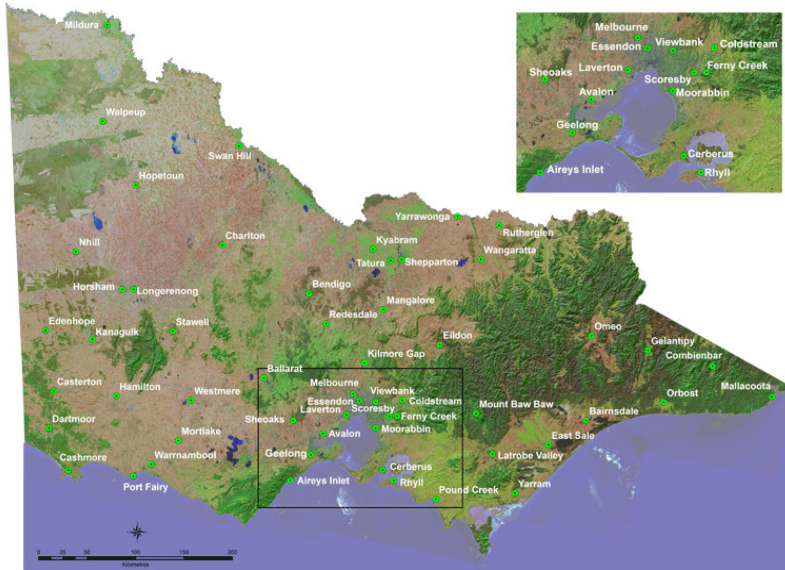 Mildura
Walpeup
Swan Hill
Hopetoun
Nhill
Charlton
Yarrawonga
Rutherglen
Kyabram
Tatura
Shepparton
Wangaratta
Horsham
Longerenong
Bendigo
Mangalore
Edenhope
Kanagulk
Stawell
Redesdale
Eildon
Omeo
Gelantipy
Combienbar
Kilmore Gap
Ballarat
Casterton
Hamilton
Westmere
Melbourne
Essendon
Viewbank
Coldstream
Laverton
Scoresby
Ferny Creek
Mount Baw Baw
Orbost
Mallacoota
Bairnsdale
Dartmoor
Sheoaks
Moorabbin
Mortlake
Avalon
East Sale
Cashmore
Warrnambool
Geelong
Latrobe Valley
Port Fairy
Cerberus
Aireys Inlet
Rhyll
Pound Creek
Yarram
0 50 100 150 200
Kilometres
Melbourne
Essendon
Viewbank
Coldstream
Laverton
Sheoaks
Scoresby
Ferny Creek
Avalon
Moorabbin
Geelong
Cerberus
Aireys Inlet
Rhyll